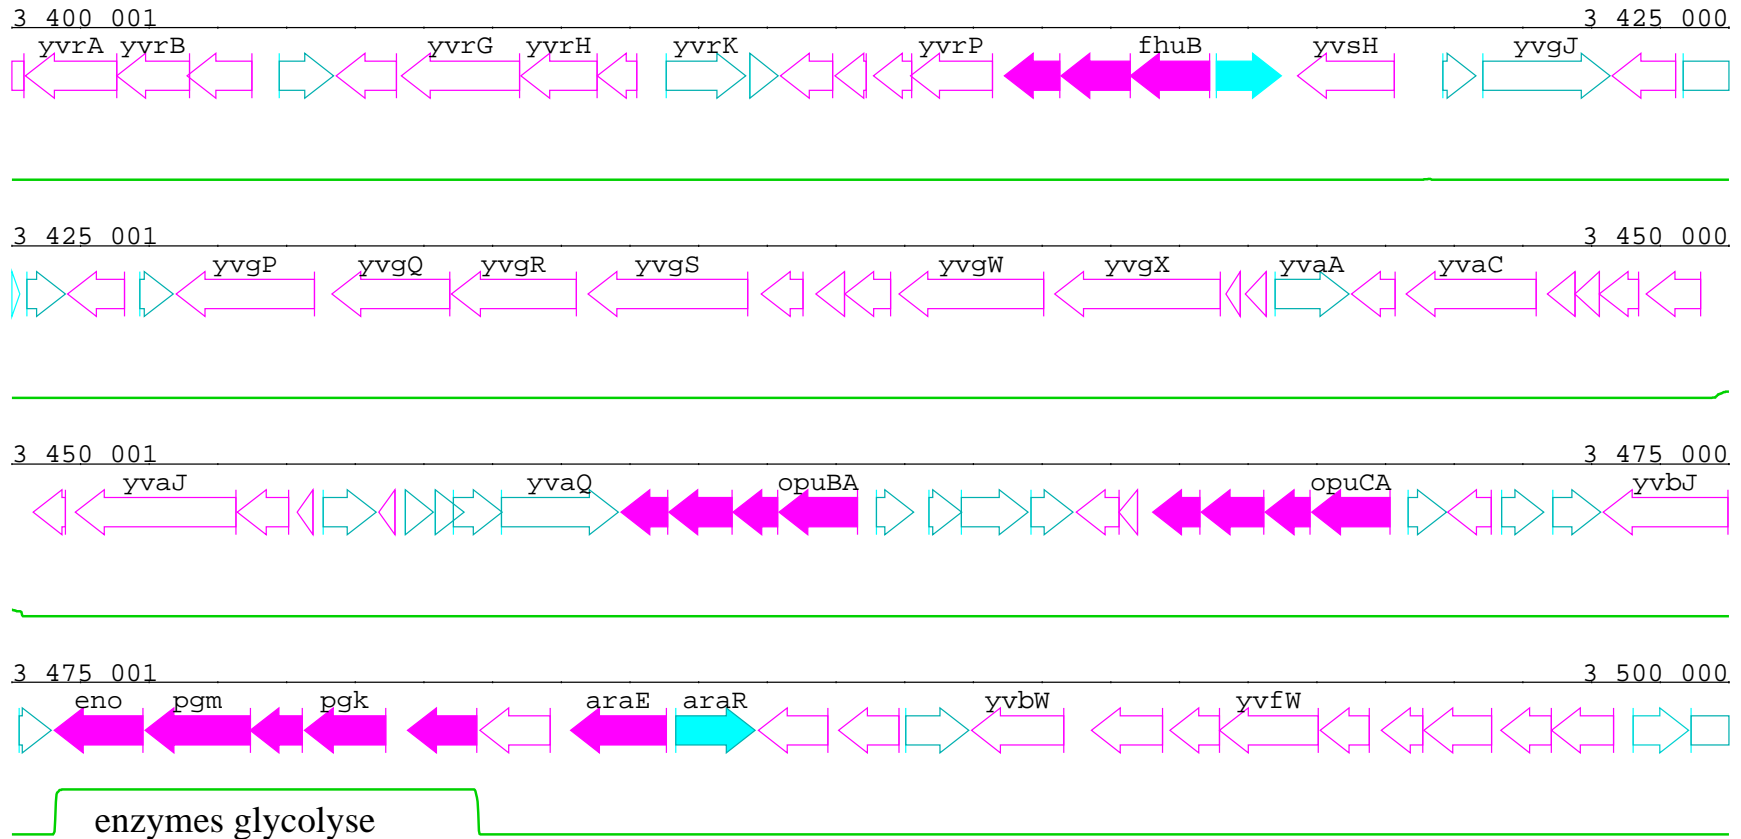 3 400 001 3 425 000
yvrA yvrB yvrG yvrH yvrK yvrP fhuB yvsH yvgJ
3 425 001 3 450 000
yvgP yvgQ yvgR yvgS yvgW yvgX yvaA yvaC
3 450 001 3 475 000
yvaJ yvaQ opuBA opuCA yvbJ
3 475 001 3 500 000
eno pgm pgk araE araR yvbW yvfW
enzymes glycolyse